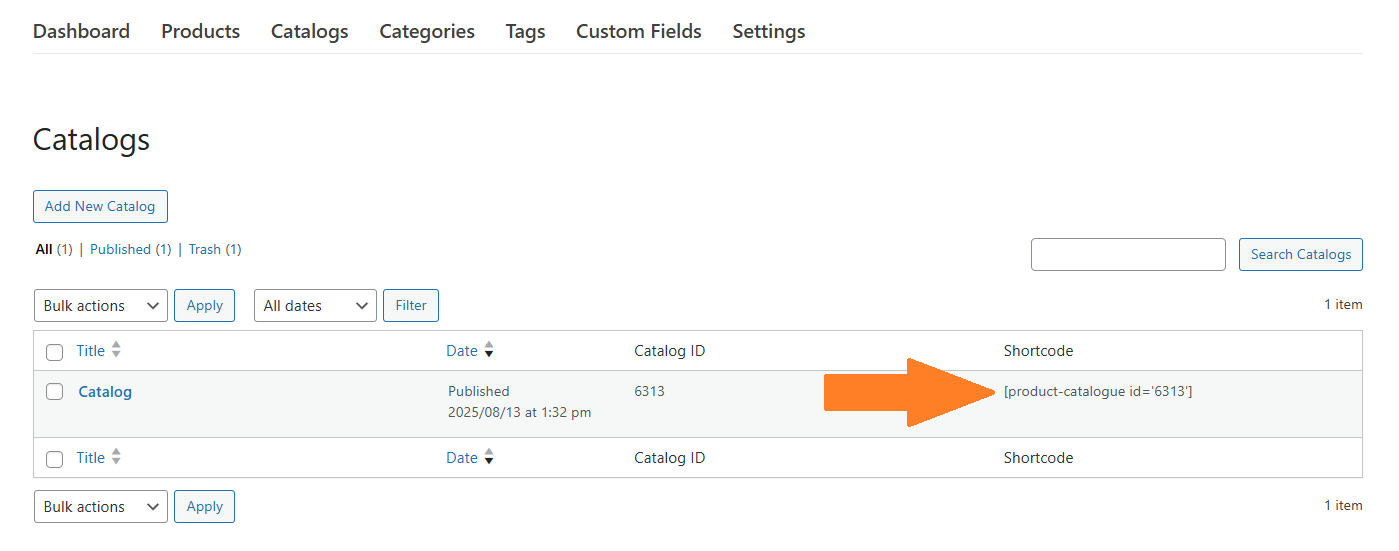 Dashboard Products Catalogs Categories Tags Custom Fields Settings
Catalogs
Add New Catalog
All (1) | Published (1) | Trash (1)
Search Catalogs
Bulk actions Apply All dates Filter 1 item
Title Date Catalog ID Shortcode
Catalog Published 6313 [product-catalogue id='6313']
2025/08/13 at 1:32 pm
Title Date Catalog ID Shortcode
Bulk actions Apply 1 item